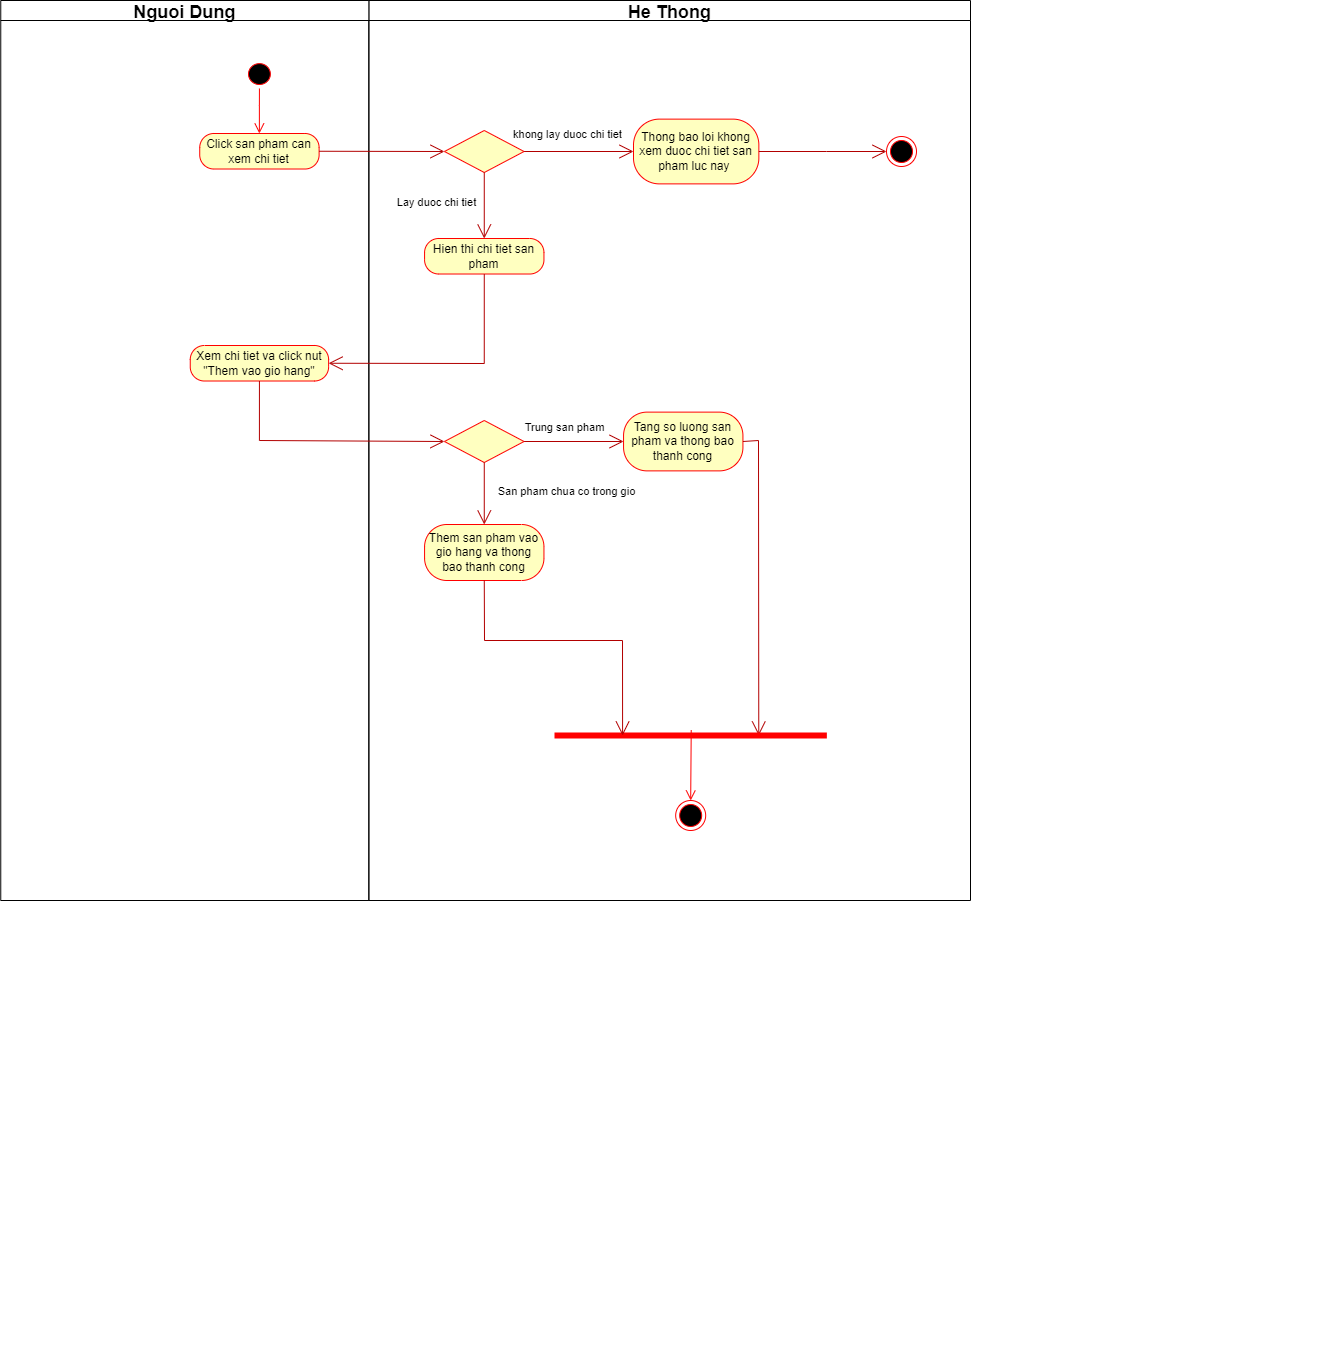 Nguoi Dung
He Thong
Click san pham can
xem chi tiet
khong lay duoc chi tiet
Thong bao loi khong
xem duoc chi tiet san
pham luc nay
Lay duoc chi tiet
Hien thi chi tiet san
pham
Xem chi tiet va click nut
"Them vao gio hang"
Trung san pham
Tang so luong san
pham va thong bao
thanh cong
San pham chua co trong gio
Them san pham vao
gio hang va thong
bao thanh cong